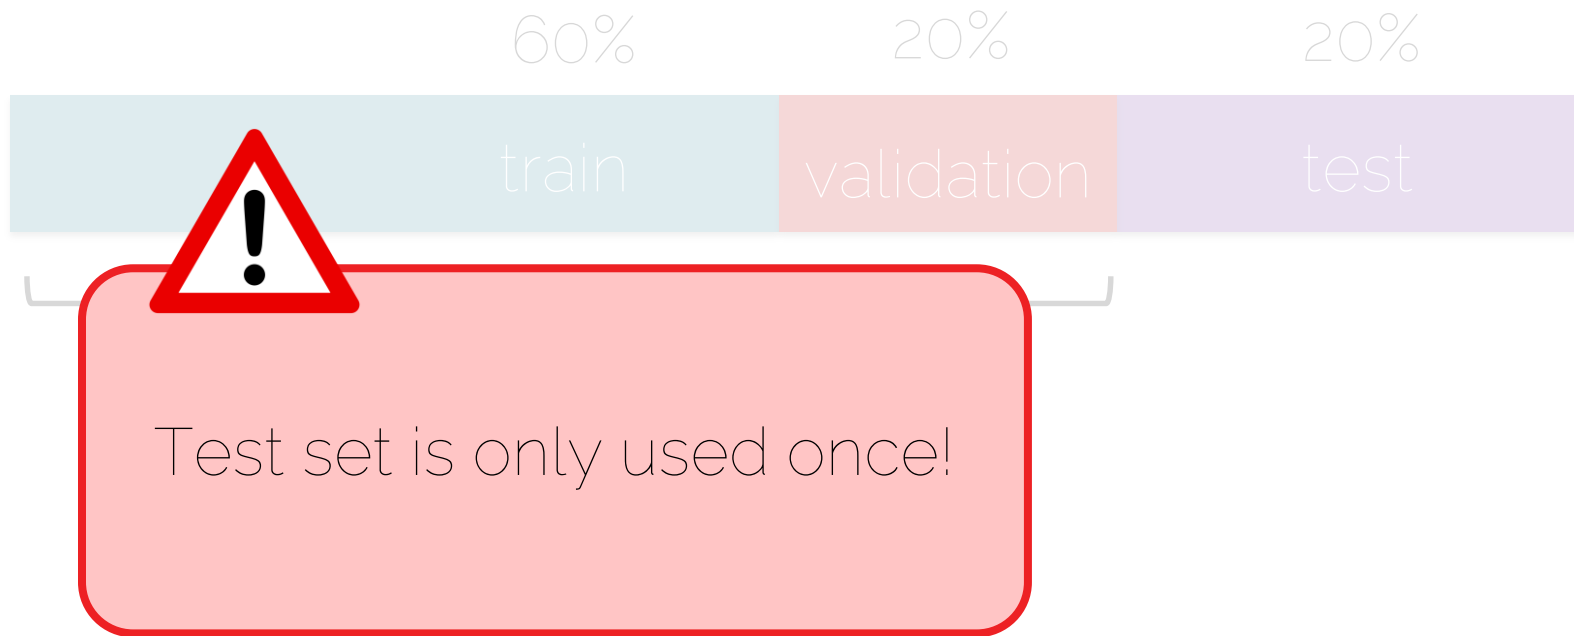 60% 20% 20%
train validation test
!
Test set is only used once!